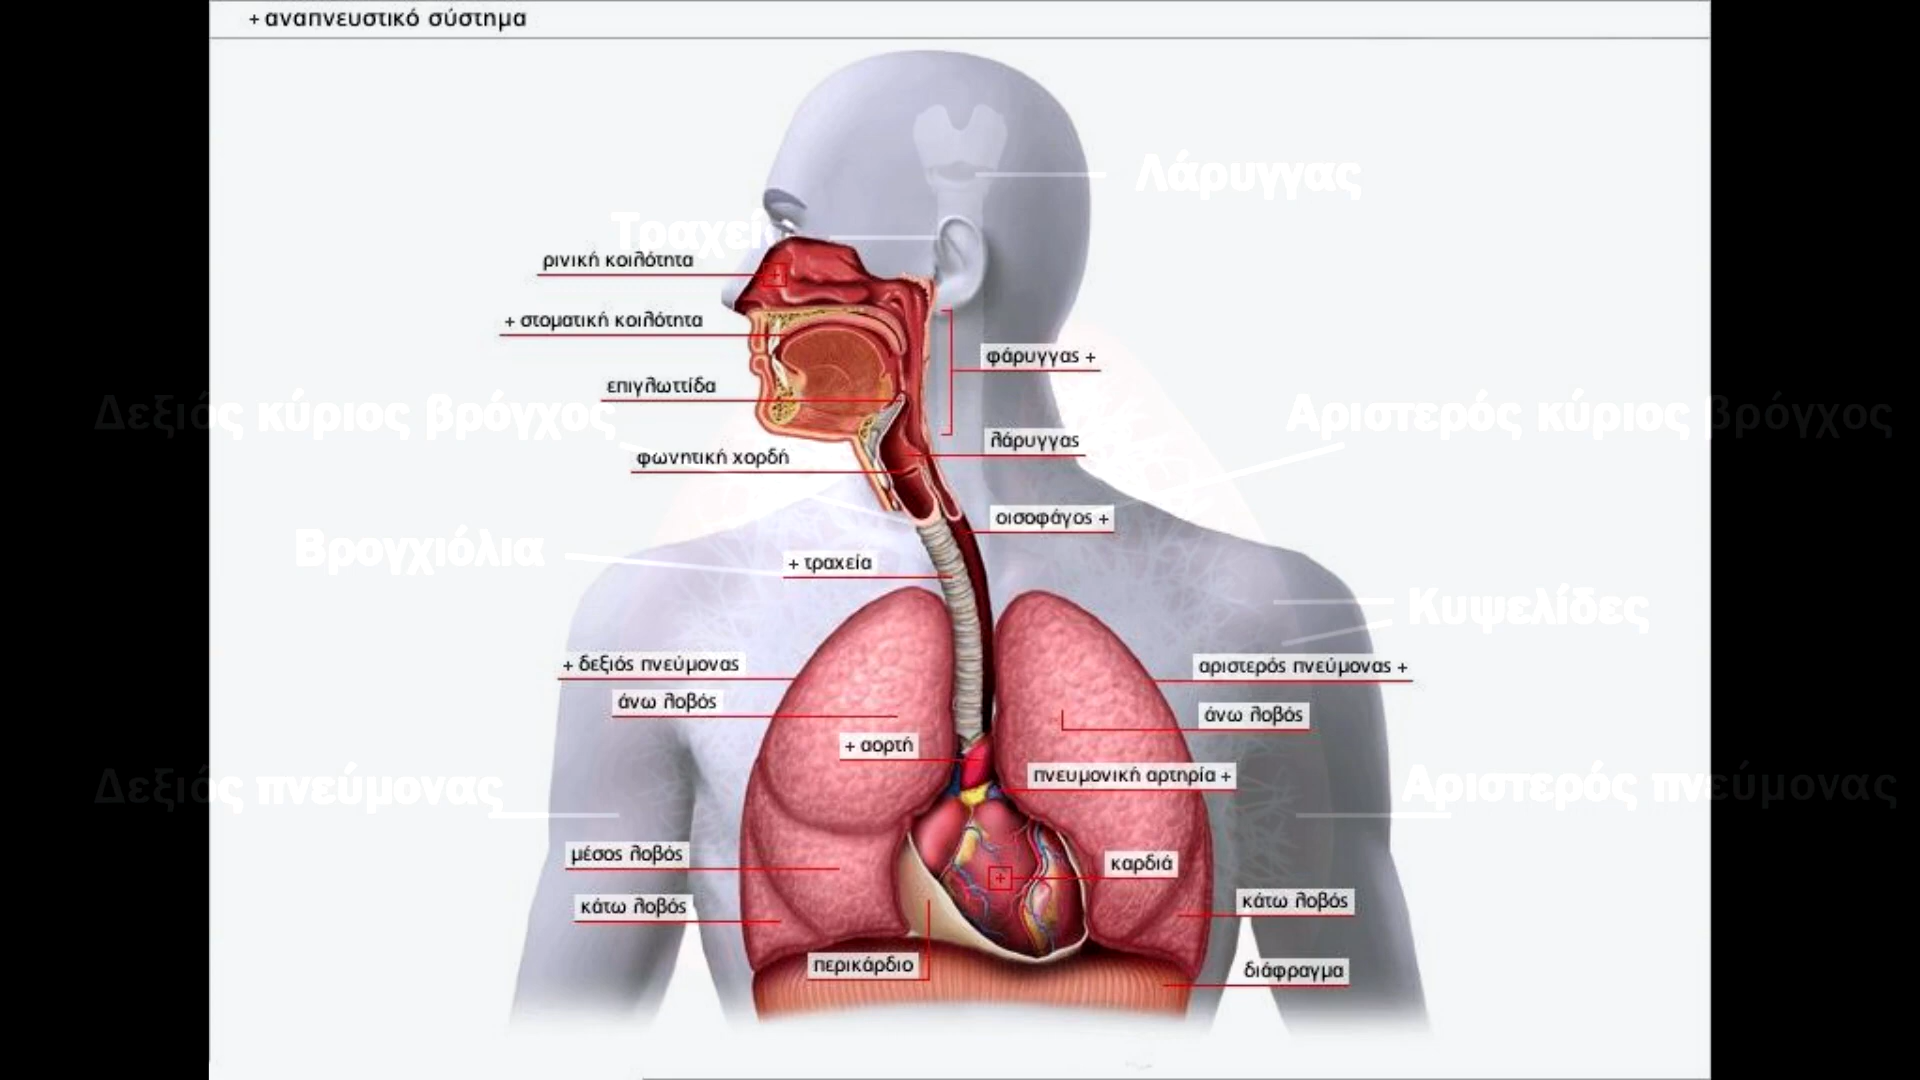 + αναπνευστικό σύστημα
Λάρυγγας
Τραχεία
ρινική κοιλότητα
+ στοματική κοιλότητα
φάρυγγας +
επιγλωττίδα
Δεξιός κύριος βρόγχος
Αριστερός κύριος βρόγχος
λάρυγγας
φωνητική χορδή
οισοφάγος +
Βρογχιόλια
+ τραχεία
Κυψελίδες
+ δεξιός πνεύμονας
αριστερός πνεύμονας +
άνω λοβός
άνω λοβός
+ αορτή
πνευμονική αρτηρία +
Δεξιός πνεύμονας
Αριστερός πνεύμονας
μέσος λοβός
καρδιά
κάτω λοβός
κάτω λοβός
περικάρδιο
διάφραγμα